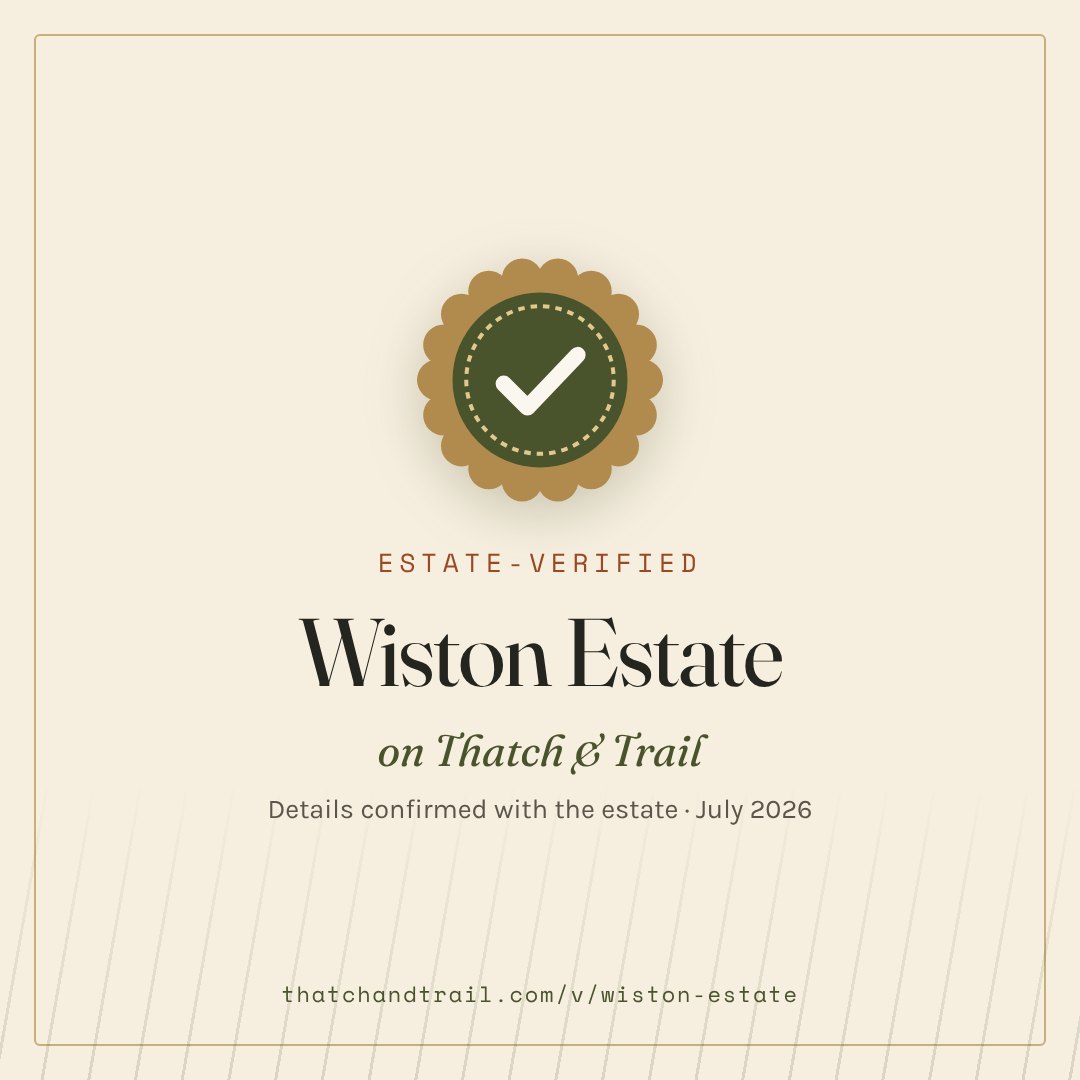 ESTATE-VERIFIED
Wiston Estate
on Thatch & Trail
Details confirmed with the estate · July 2026
thatchandtrail.com/v/wiston-estate